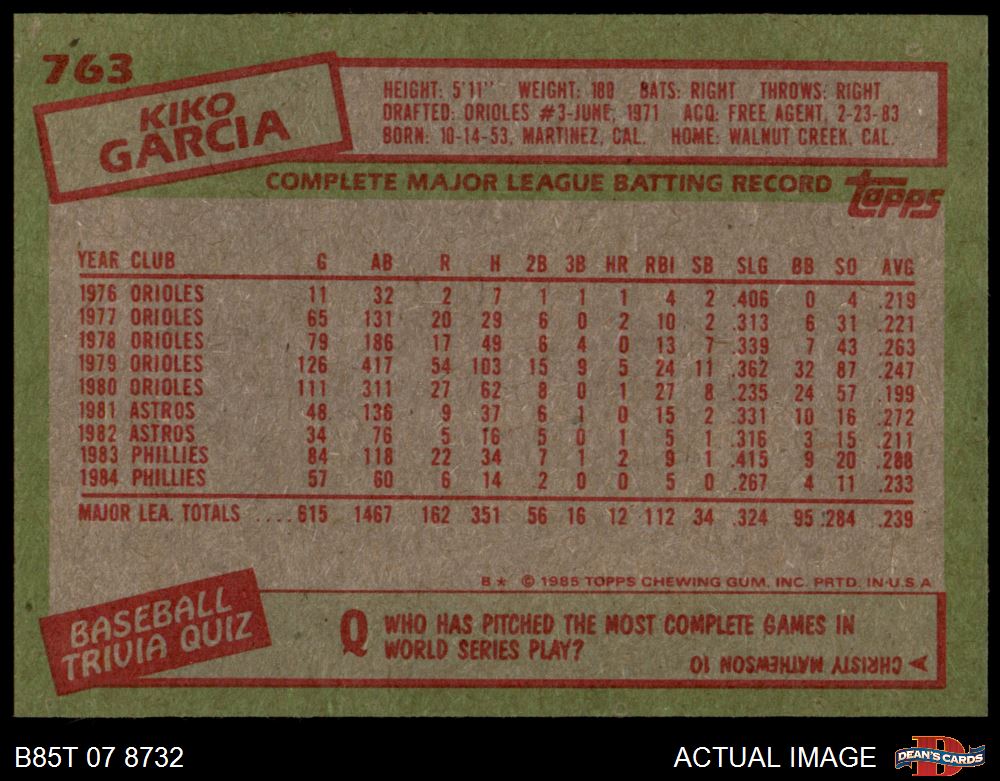 763
KIKO
GARCIA
HEIGHT: 5'11" WEIGHT: 180 BATS: RIGHT THROWS: RIGHT
DRAFTED: ORIOLES #3-JUNE, 1971 ACQ: FREE AGENT, 2-23-83
BORN: 10-14-53, MARTINEZ, CAL. HOME: WALNUT CREEK, CAL.
COMPLETE MAJOR LEAGUE BATTING RECORD topps
YEAR CLUB G AB R H 2B 3B HR RBI SB SLG BB SO AVG
1976 ORIOLES 11 32 2 7 1 1 1 4 2 .406 0 4 .219
1977 ORIOLES 65 131 20 29 6 0 2 10 2 .313 6 31 .221
1978 ORIOLES 79 186 17 49 6 4 0 13 7 .339 7 43 .263
1979 ORIOLES 126 417 54 103 15 9 5 24 11 .362 32 87 .247
1980 ORIOLES 111 311 27 62 8 0 1 27 8 .235 24 57 .199
1981 ASTROS 48 136 9 37 6 1 0 15 2 .331 10 16 .272
1982 ASTROS 34 76 5 16 5 0 1 5 1 .316 3 15 .211
1983 PHILLIES 84 118 22 34 7 1 2 9 1 .415 9 20 .288
1984 PHILLIES 57 60 6 14 2 0 0 5 0 .267 4 11 .233
MAJOR LEA. TOTALS ....615 1467 162 351 56 16 12 112 34 .324 95 284 .239
B* © 1985 TOPPS CHEWING GUM, INC. PRTD. IN U.S.A
BASEBALL
TRIVIA QUIZ
Q WHO HAS PITCHED THE MOST COMPLETE GAMES IN
WORLD SERIES PLAY?
A CHRISTY MATHEWSON 10
B85T 07 8732
ACTUAL IMAGE
D
DEAN'S CARDS